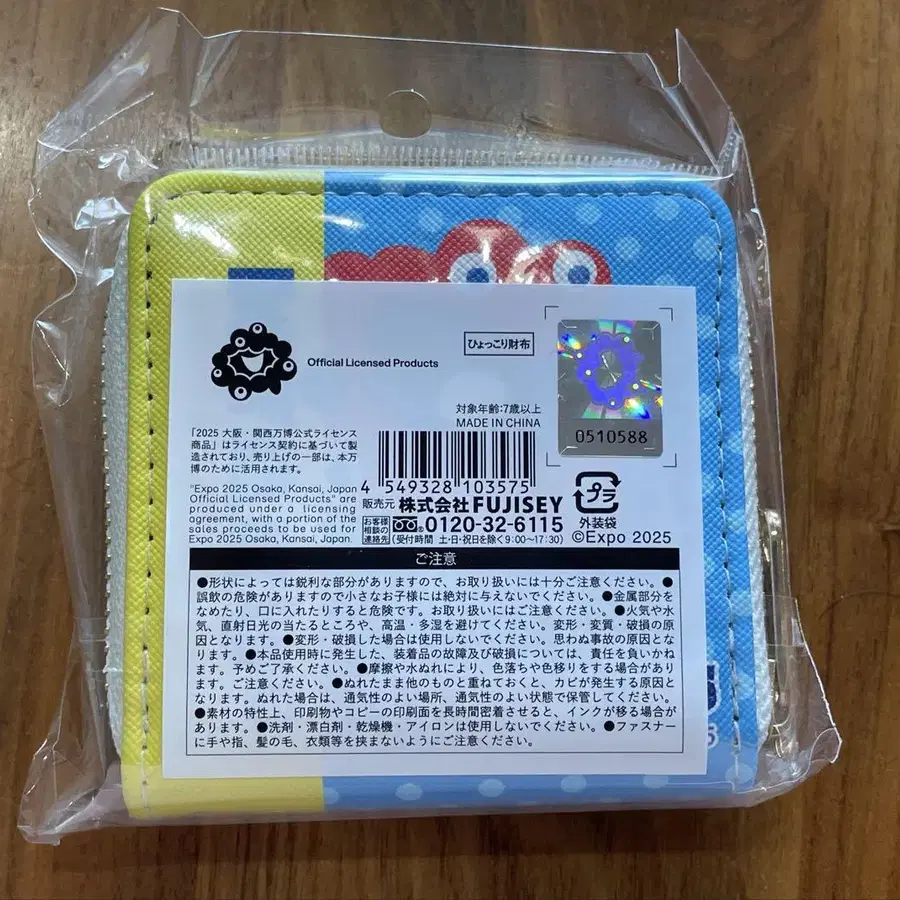 Official Licensed Products
ひょっこり財布
0510588
対象年齢:7歳以上
MADE IN CHINA
「2025 大阪・関西万博公式ライセンス
商品」はライセンス契約に基づいて製
造されており、売り上げの一部は、本万
博のために活用されます。
"Expo 2025 Osaka, Kansai, Japan
Official Licensed Products" are
produced under a licensing
agreement, with a portion of the
sales proceeds to be used for
Expo 2025 Osaka, Kansai, Japan.
4 549328 103575
販売元 株式会社 FUJISEY
お客様
相談の
連絡先
0120-32-6115
(受付時間 土・日・祝日を除く9:00〜17:30)
プラ
外装袋
©Expo 2025
ご注意
●形状によっては鋭利な部分がありますので、お取り扱いには十分ご注意ください。●
誤飲の危険がありますので小さなお子様には絶対に与えないでください。●金属部分を
なめたり、口に入れたりすると危険です。お取り扱いにはご注意ください。●火気や水
気、直射日光の当たるところや、高温・多湿を避けてください。変形・変質・破損の原
因となります。●変形・破損した場合は使用しないでください。思わぬ事故の原因とな
ります。●本品使用時に発生した、装着品の故障及び破損については、責任を負いかね
ます。予めご了承ください。●摩擦や水ぬれにより、色落ちや色移りをする場合があり
ます。ご注意ください。●ぬれたまま他のものと重ねておくと、カビが発生する原因と
なります。ぬれた場合は、通気性のよい場所、通気性のよい状態で保管してください。
●素材の特性上、印刷物やコピーの印刷面を長時間密着させると、インクが移る場合が
あります。●洗剤・漂白剤・乾燥機・アイロンは使用しないでください。●ファスナー
に手や指、髪の毛、衣類等を挟まないようにご注意ください。